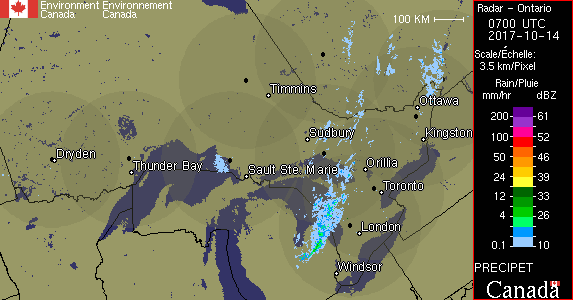 Environment Environnement
Canada Canada
100 KM
Radar - Ontario
0700 UTC
2017-10-14
Scale/Échelle:
3.5 km/Pixel
Rain/Pluie
mm/hr dBZ
200 61
100 52
50 46
24 39
12 33
4 26
0.1 10
PRECIPET
Canada
Timmins
Ottawa
Sudbury
Kingston
Dryden
Thunder Bay
Sault Ste. Marie
Orillia
Toronto
London
Windsor